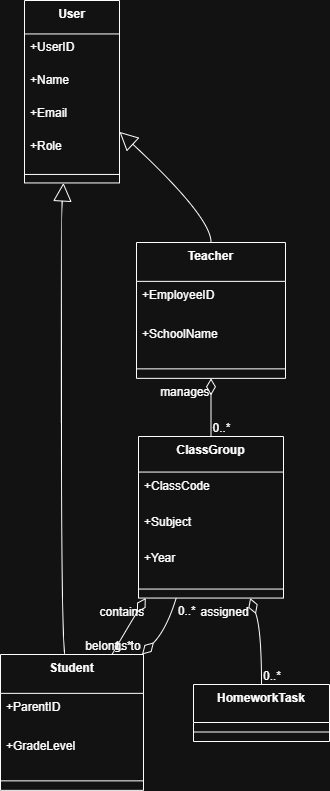 User
+UserID
+Name
+Email
+Role
Teacher
+EmployeeID
+SchoolName
manages
0..*
ClassGroup
+ClassCode
+Subject
+Year
contains
0..*
assigned
belongs to
0..*
Student
+ParentID
+GradeLevel
HomeworkTask